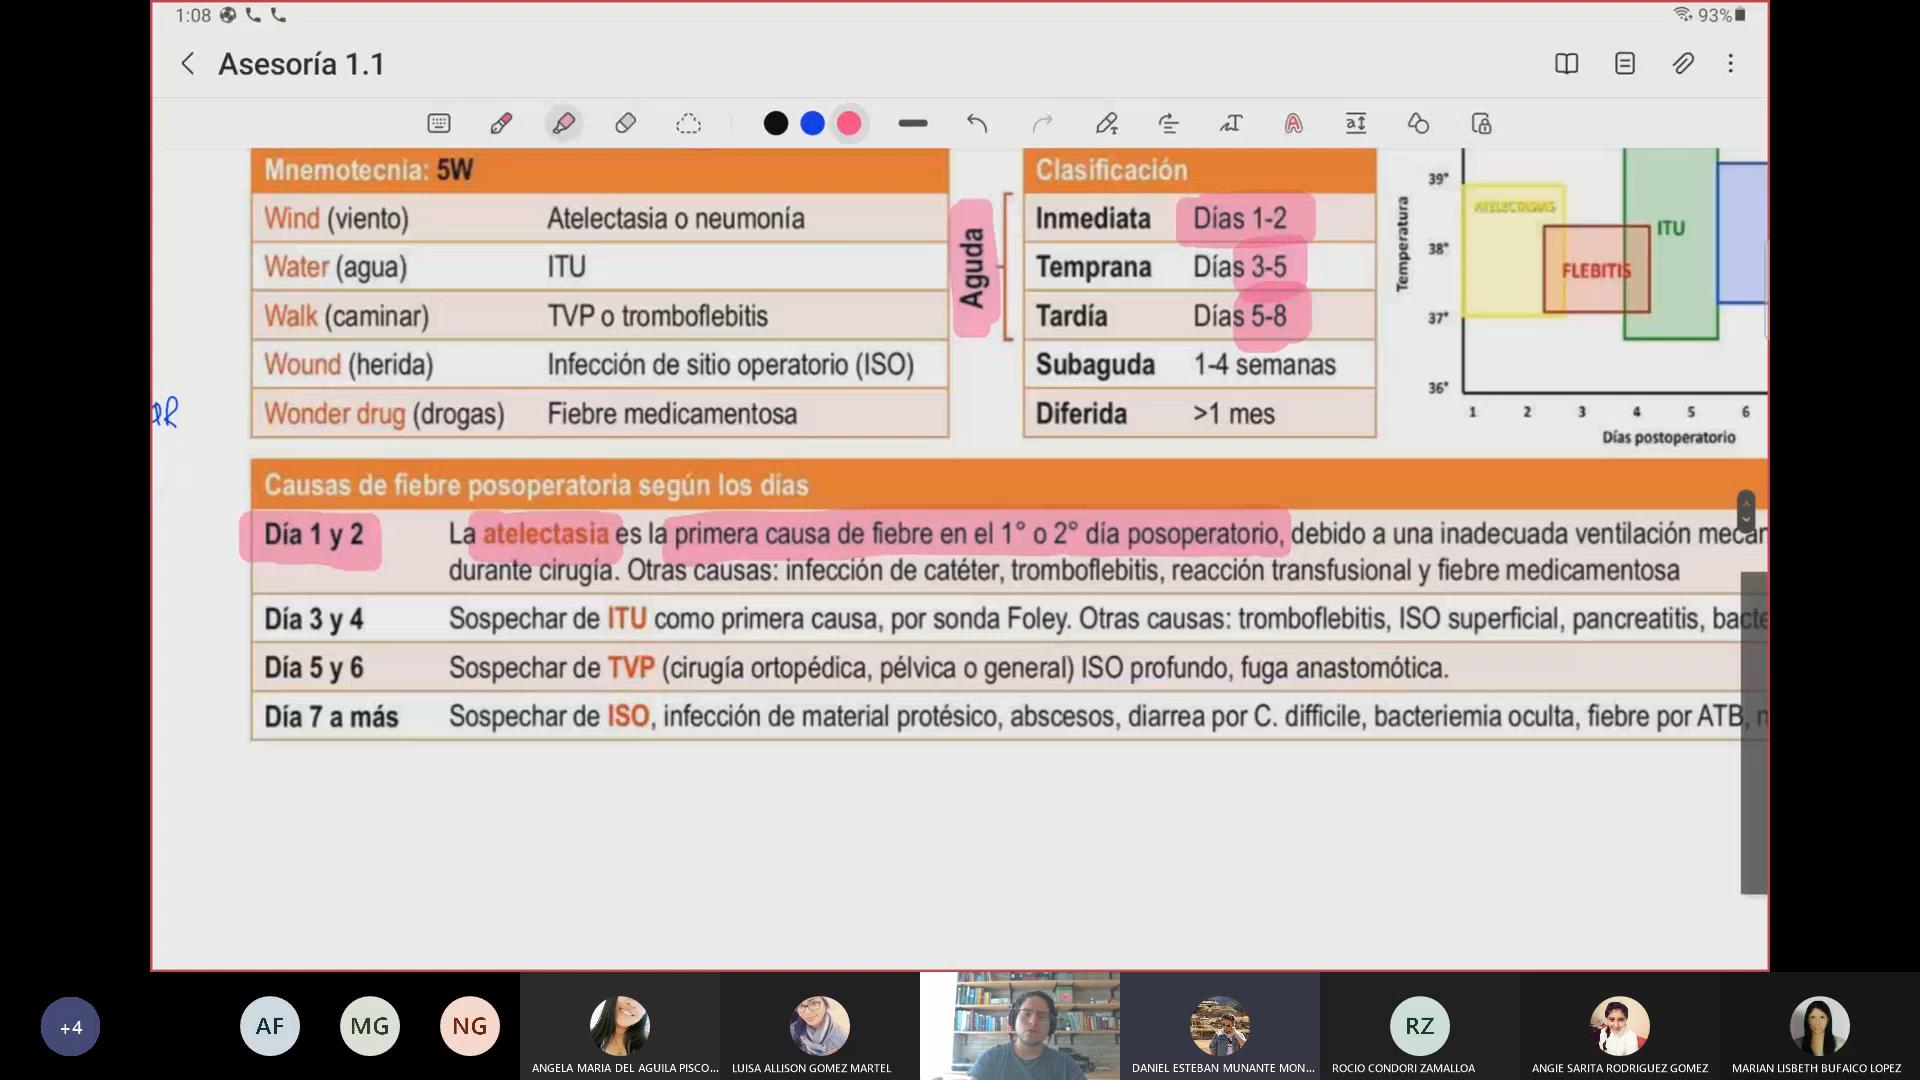 1:08
93%
Asesoría 1.1
Mnemotecnia: 5W
Wind (viento) Atelectasia o neumonía
Water (agua) ITU
Walk (caminar) TVP o tromboflebitis
Wound (herida) Infección de sitio operatorio (ISO)
Wonder drug (drogas) Fiebre medicamentosa
Aguda
Clasificación
Inmediata Días 1-2
Temprana Días 3-5
Tardía Días 5-8
Subaguda 1-4 semanas
Diferida >1 mes
Temperatura
39°
38°
37°
36°
ATELECTASIAS
FLEBITIS
ITU
1 2 3 4 5 6
Días postoperatorio
Causas de fiebre posoperatoria según los días
Día 1 y 2 La atelectasia es la primera causa de fiebre en el 1° o 2° día posoperatorio, debido a una inadecuada ventilación mecán
durante cirugía. Otras causas: infección de catéter, tromboflebitis, reacción transfusional y fiebre medicamentosa
Día 3 y 4 Sospechar de ITU como primera causa, por sonda Foley. Otras causas: tromboflebitis, ISO superficial, pancreatitis, bacte
Día 5 y 6 Sospechar de TVP (cirugía ortopédica, pélvica o general) ISO profundo, fuga anastomótica.
Día 7 a más Sospechar de ISO, infección de material protésico, abscesos, diarrea por C. difficile, bacteriemia oculta, fiebre por ATB,
+4
AF
MG
NG
ANGELA MARIA DEL AGUILA PISCO...
LUISA ALLISON GOMEZ MARTEL
DANIEL ESTEBAN MUNANTE MON...
RZ
ROCIO CONDORI ZAMALLOA
ANGIE SARITA RODRIGUEZ GOMEZ
MARIAN LISBETH BUFAICO LOPEZ